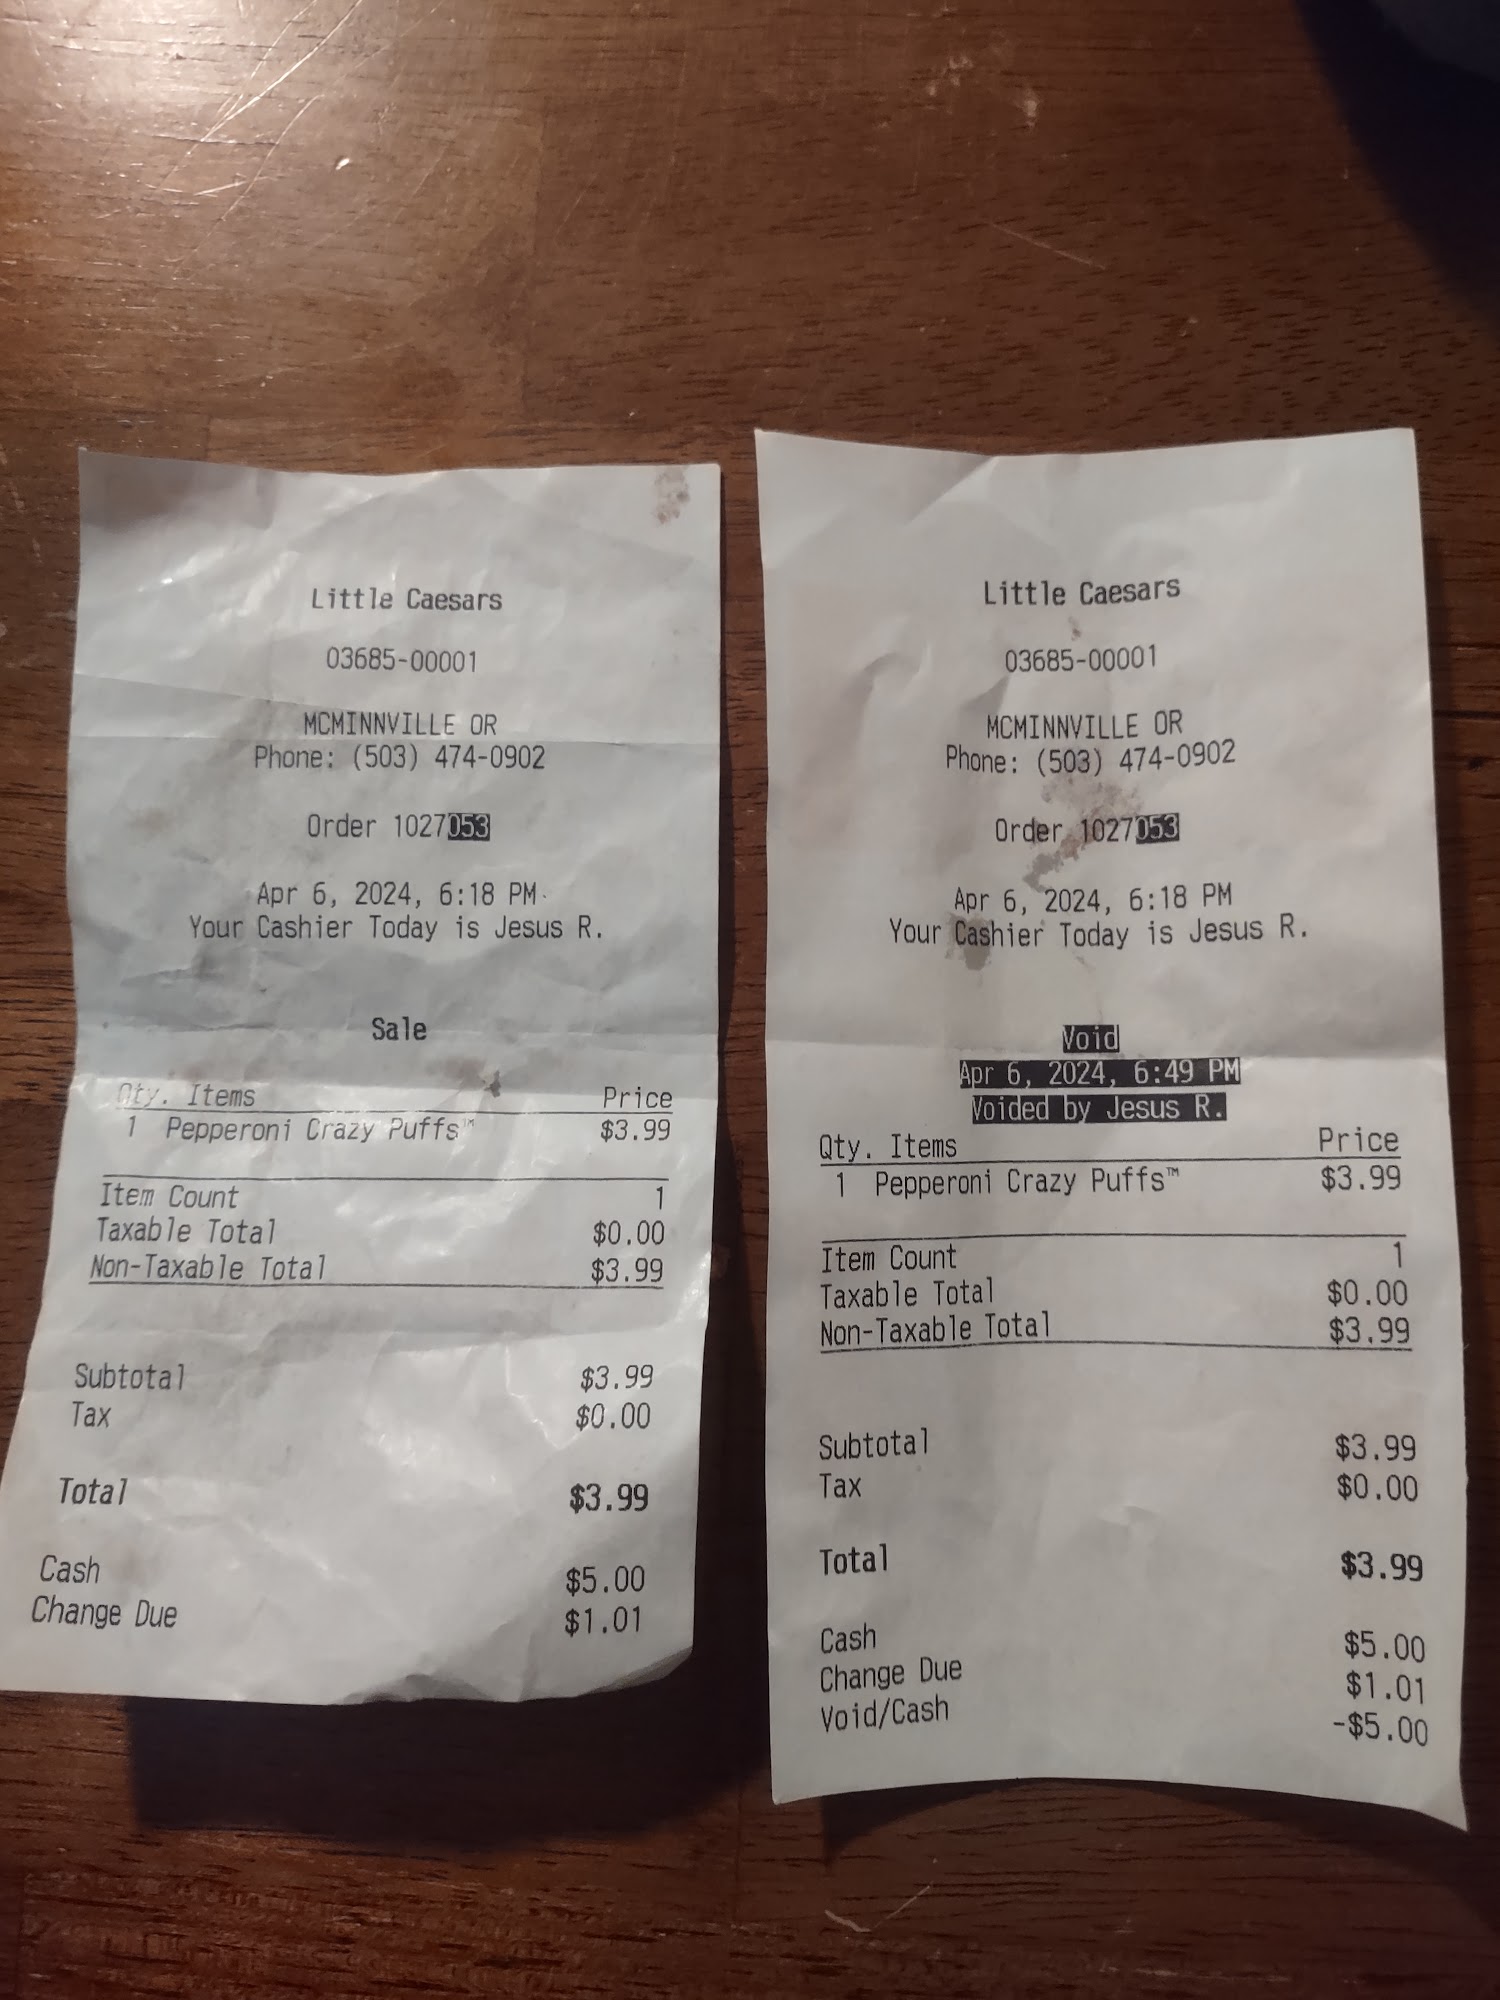 Little Caesars
03685-00001
MCMINNVILLE OR
Phone: (503) 474-0902
Order 1027053
Apr 6, 2024, 6:18 PM
Your Cashier Today is Jesus R.
Sale
Qty. Items Price
1 Pepperoni Crazy Puffs™ $3.99
Item Count 1
Taxable Total $0.00
Non-Taxable Total $3.99
Subtotal $3.99
Tax $0.00
Total $3.99
Cash $5.00
Change Due $1.01
Little Caesars
03685-00001
MCMINNVILLE OR
Phone: (503) 474-0902
Order 1027053
Apr 6, 2024, 6:18 PM
Your Cashier Today is Jesus R.
Void
Apr 6, 2024, 6:49 PM
Voided by Jesus R.
Qty. Items Price
1 Pepperoni Crazy Puffs™ $3.99
Item Count 1
Taxable Total $0.00
Non-Taxable Total $3.99
Subtotal $3.99
Tax $0.00
Total $3.99
Cash $5.00
Change Due $1.01
Void/Cash -$5.00